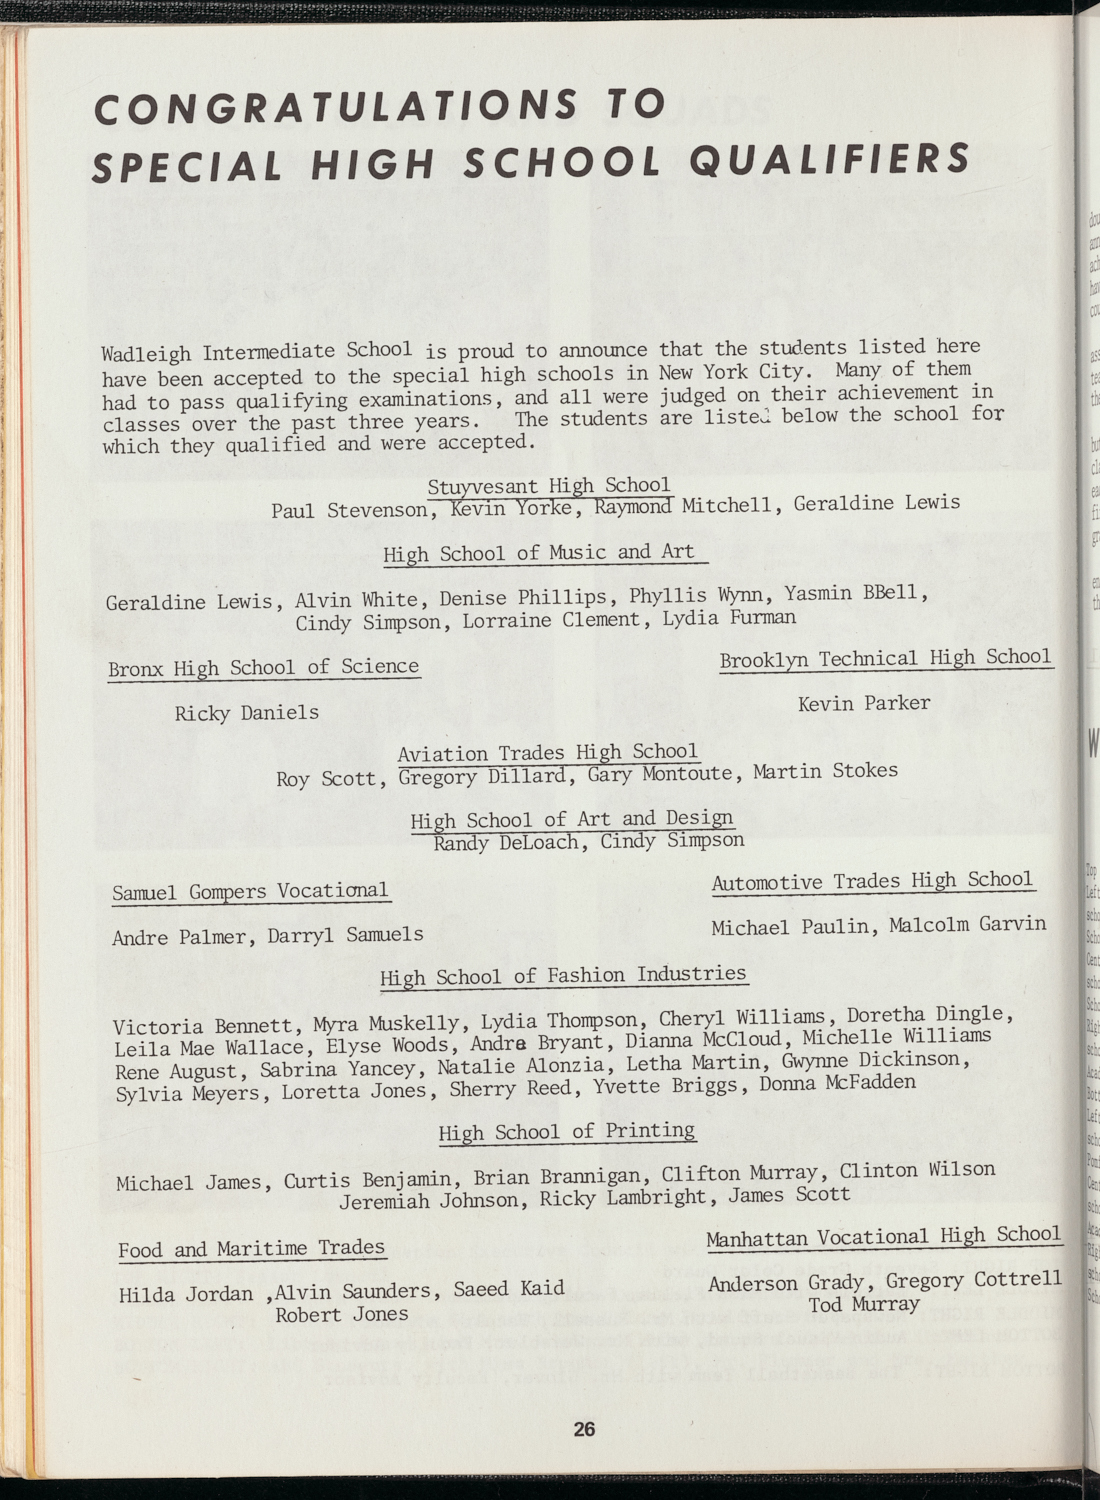 CONGRATULATIONS TO
SPECIAL HIGH SCHOOL QUALIFIERS
Wadleigh Intermediate School is proud to announce that the students listed here
have been accepted to the special high schools in New York City. Many of them
had to pass qualifying examinations, and all were judged on their achievement in
classes over the past three years. The students are listed below the school for
which they qualified and were accepted.
Stuyvesant High School
Paul Stevenson, Kevin Yorke, Raymond Mitchell, Geraldine Lewis
High School of Music and Art
Geraldine Lewis, Alvin White, Denise Phillips, Phyllis Wynn, Yasmin BBell,
Cindy Simpson, Lorraine Clement, Lydia Furman
Bronx High School of Science
Ricky Daniels
Brooklyn Technical High School
Kevin Parker
Aviation Trades High School
Roy Scott, Gregory Dillard, Gary Montoute, Martin Stokes
High School of Art and Design
Randy DeLoach, Cindy Simpson
Samuel Gompers Vocational
Andre Palmer, Darryl Samuels
Automotive Trades High School
Michael Paulin, Malcolm Garvin
High School of Fashion Industries
Victoria Bennett, Myra Muskelly, Lydia Thompson, Cheryl Williams, Doretha Dingle,
Leila Mae Wallace, Elyse Woods, Andre Bryant, Dianna McCloud, Michelle Williams
Rene August, Sabrina Yancey, Natalie Alonzia, Letha Martin, Gwynne Dickinson,
Sylvia Meyers, Loretta Jones, Sherry Reed, Yvette Briggs, Donna McFadden
High School of Printing
Michael James, Curtis Benjamin, Brian Brannigan, Clifton Murray, Clinton Wilson
Jeremiah Johnson, Ricky Lambright, James Scott
Food and Maritime Trades
Hilda Jordan ,Alvin Saunders, Saeed Kaid
Robert Jones
Manhattan Vocational High School
Anderson Grady, Gregory Cottrell
Tod Murray
26